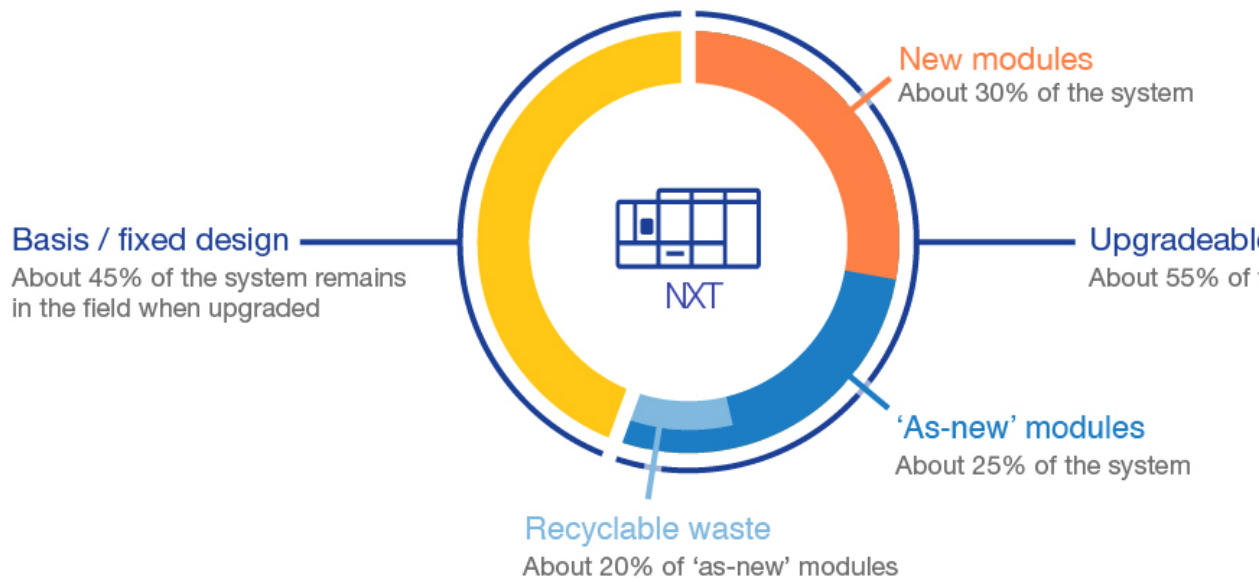 New modules
About 30% of the system
Basis / fixed design
About 45% of the system remains
in the field when upgraded
NXT
Upgradeable
About 55% of
‘As-new’ modules
About 25% of the system
Recyclable waste
About 20% of ‘as-new’ modules